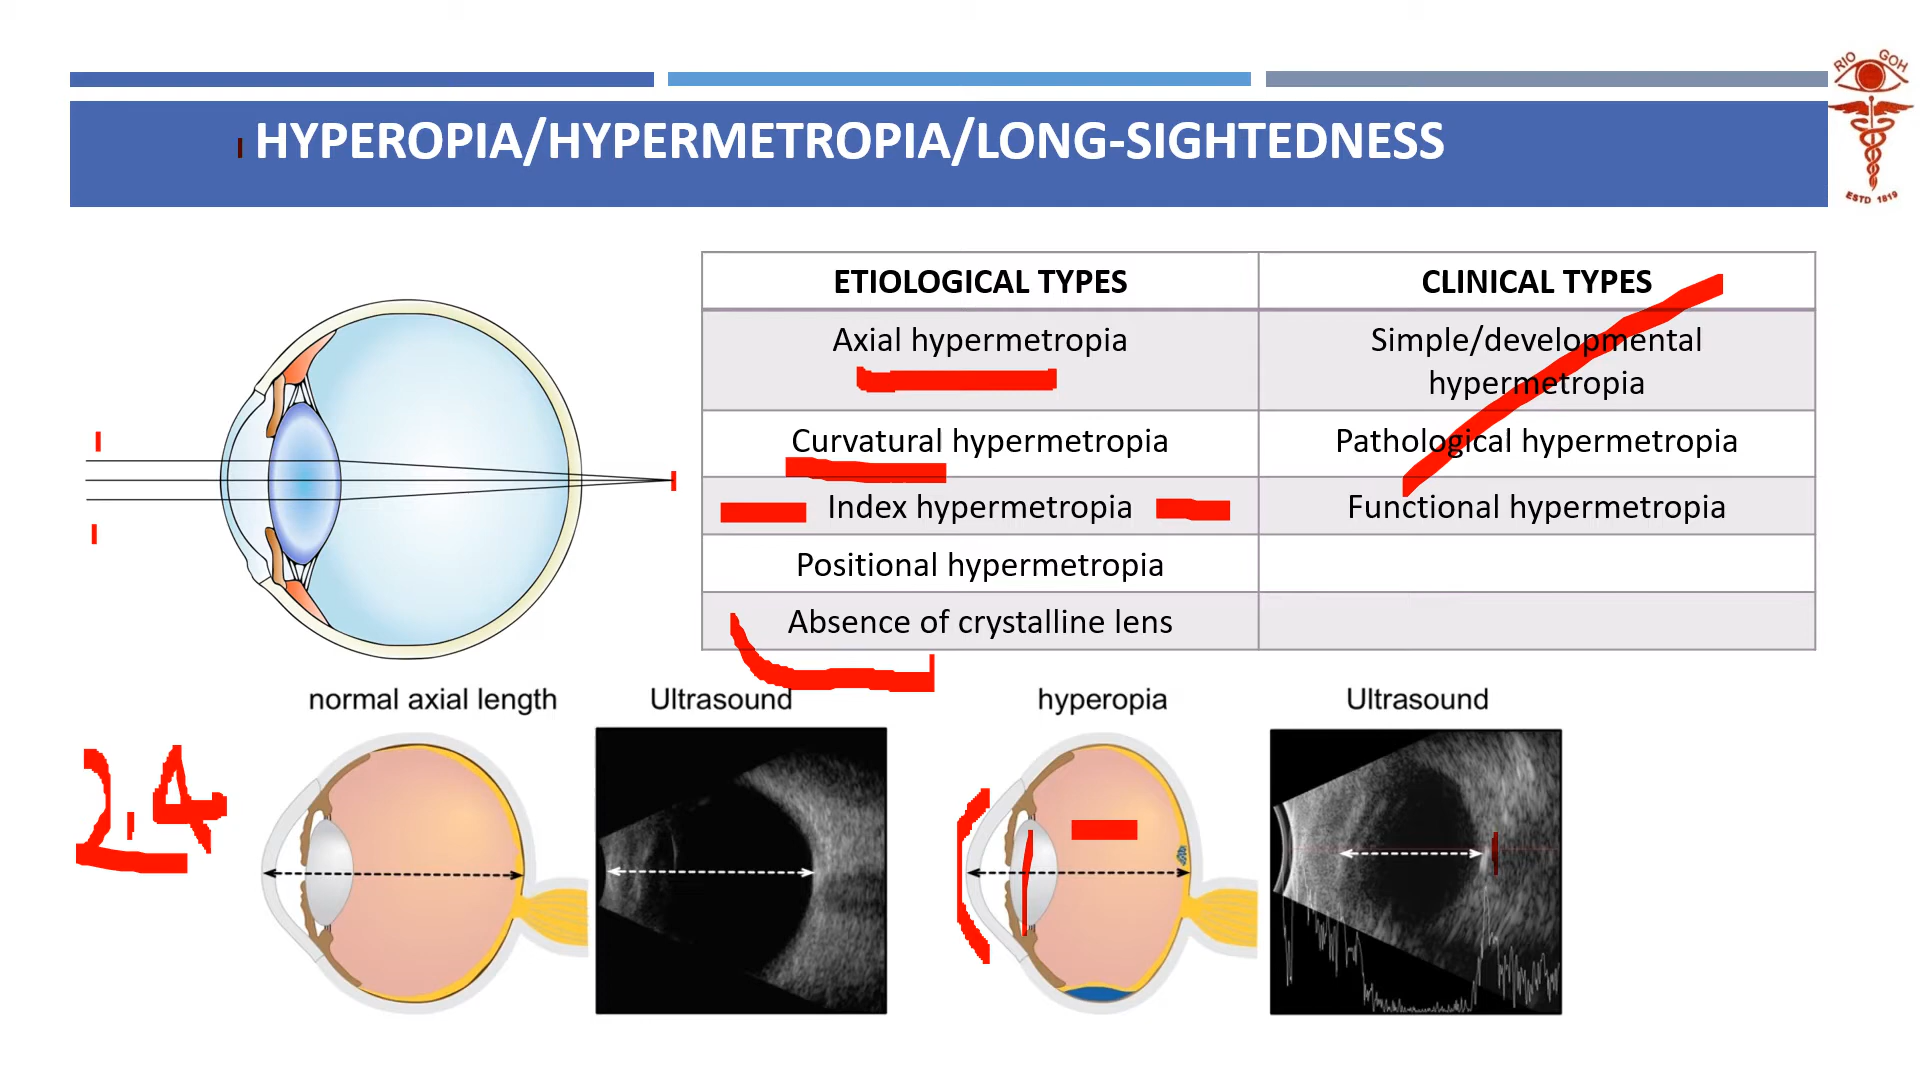 RIO GOH
ESTD 1819
HYPEROPIA/HYPERMETROPIA/LONG-SIGHTEDNESS
ETIOLOGICAL TYPES
CLINICAL TYPES
Axial hypermetropia
Simple/developmental
hypermetropia
Curvatural hypermetropia
Pathological hypermetropia
Index hypermetropia
Functional hypermetropia
Positional hypermetropia
Absence of crystalline lens
normal axial length
Ultrasound
hyperopia
Ultrasound
2.4